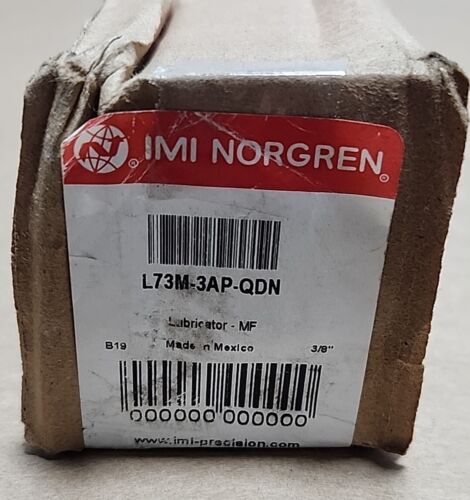 N ® IMI NORGREN®
L73M-3AP-QDN
Lubricator - MF
B19 Made in Mexico 3/8"
000000 000000
www.imi-precision.com